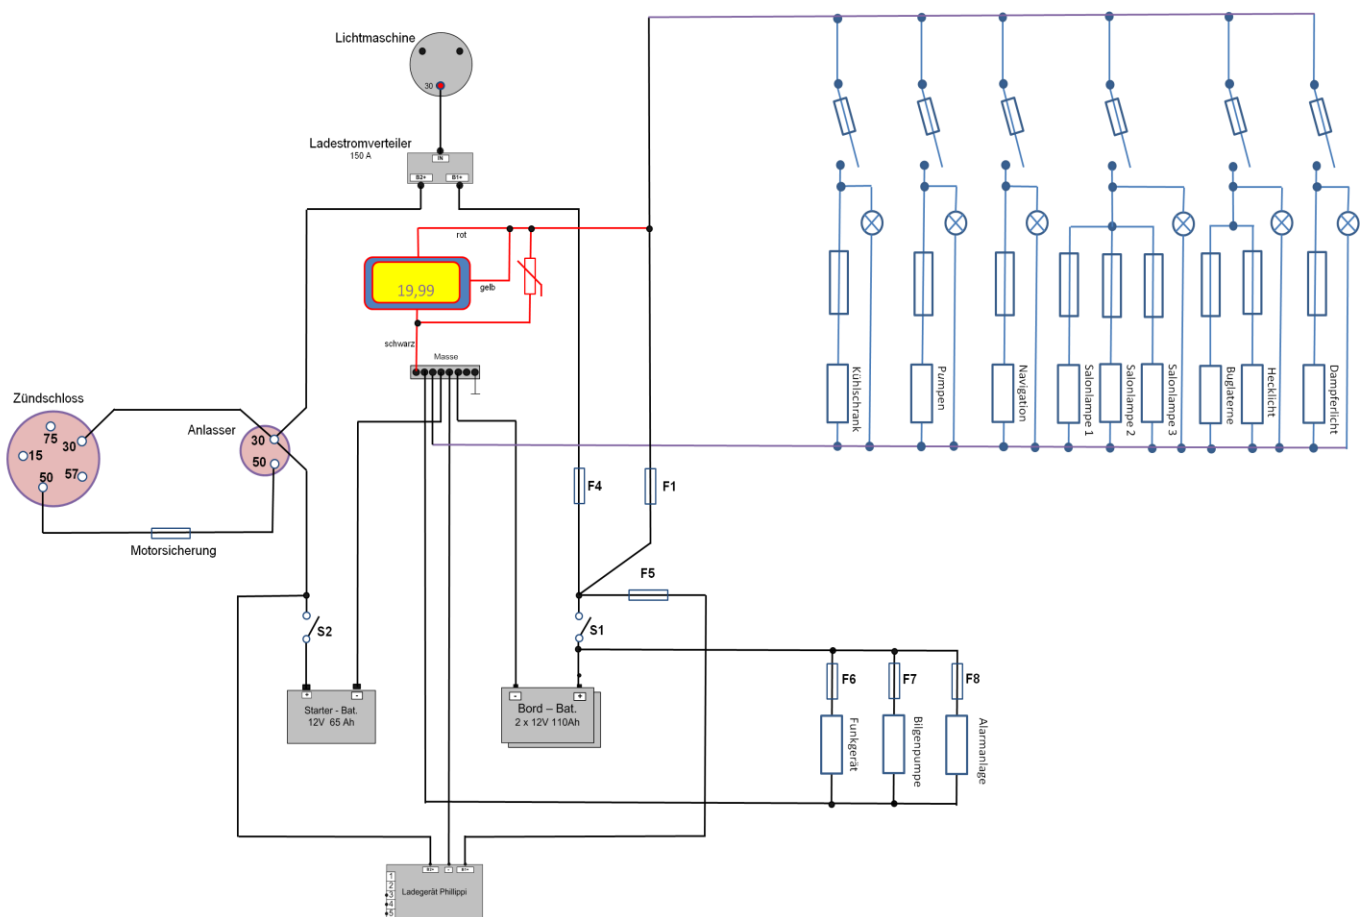 Lichtmaschine
30
Ladestromverteiler
150 A
IN
B2+
B1+
rot
19,99
gelb
schwarz
Masse
Zündschloss
75
30
15
57
50
Anlasser
30
50
Motorsicherung
F4
F1
F5
S2
S1
+
-
Starter - Bat.
12V 65 Ah
-
+
Bord – Bat.
2 x 12V 110Ah
F6
F7
F8
Funkgerät
Bilgenpumpe
Alarmanlage
Kühlschrank
Pumpen
Navigation
Salonlampe 1
Salonlampe 2
Salonlampe 3
Buglaterne
Hecklicht
Dampferlicht
B2+
-
B1+
1
2
3
4
5
Ladegerät Phillippi